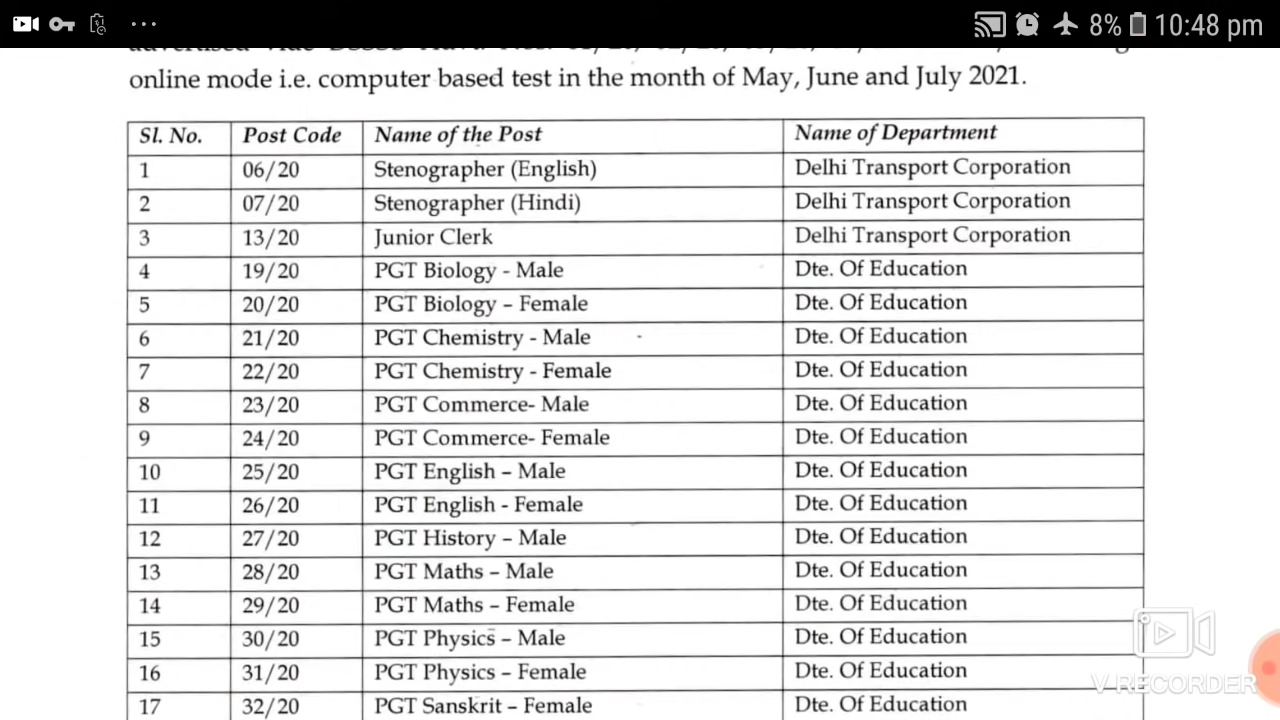 8% 10:48 pm
online mode i.e. computer based test in the month of May, June and July 2021.
Sl. No. Post Code Name of the Post Name of Department
1 06/20 Stenographer (English) Delhi Transport Corporation
2 07/20 Stenographer (Hindi) Delhi Transport Corporation
3 13/20 Junior Clerk Delhi Transport Corporation
4 19/20 PGT Biology - Male Dte. Of Education
5 20/20 PGT Biology – Female Dte. Of Education
6 21/20 PGT Chemistry - Male Dte. Of Education
7 22/20 PGT Chemistry - Female Dte. Of Education
8 23/20 PGT Commerce- Male Dte. Of Education
9 24/20 PGT Commerce- Female Dte. Of Education
10 25/20 PGT English – Male Dte. Of Education
11 26/20 PGT English - Female Dte. Of Education
12 27/20 PGT History – Male Dte. Of Education
13 28/20 PGT Maths – Male Dte. Of Education
14 29/20 PGT Maths – Female Dte. Of Education
15 30/20 PGT Physics – Male Dte. Of Education
16 31/20 PGT Physics – Female Dte. Of Education
17 32/20 PGT Sanskrit – Female Dte. Of Education
V RECORDER